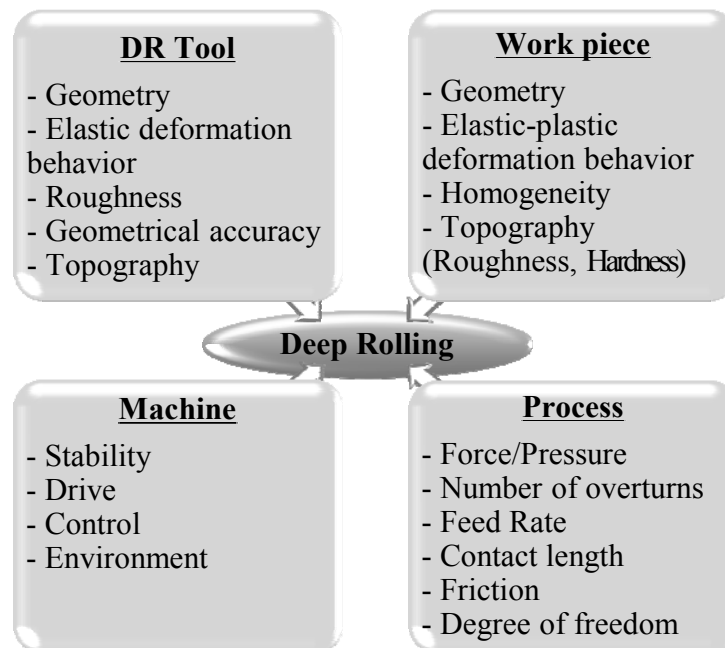 DR Tool
- Geometry
- Elastic deformation
behavior
- Roughness
- Geometrical accuracy
- Topography
Work piece
- Geometry
- Elastic-plastic
deformation behavior
- Homogeneity
- Topography
(Roughness, Hardness)
Deep Rolling
Machine
- Stability
- Drive
- Control
- Environment
Process
- Force/Pressure
- Number of overturns
- Feed Rate
- Contact length
- Friction
- Degree of freedom